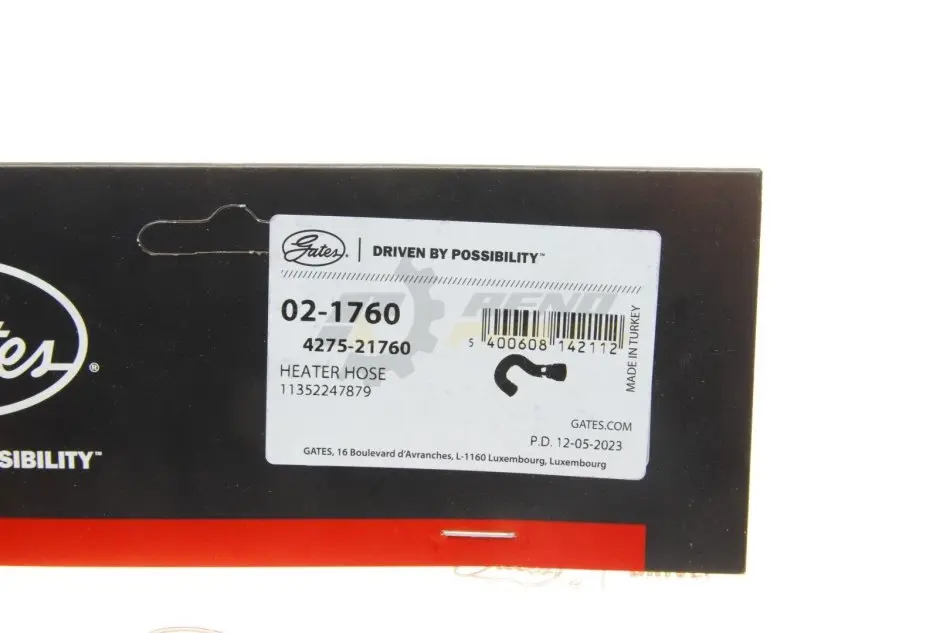 Gates® | DRIVEN BY POSSIBILITY™
02-1760
4275-21760
HEATER HOSE
11352247879
5 400608 142112
MADE IN TURKEY
GATES.COM
P.D. 12-05-2023
GATES, 16 Boulevard d'Avranches, L-1160 Luxembourg, Luxembourg
tes®
SIBILITY™